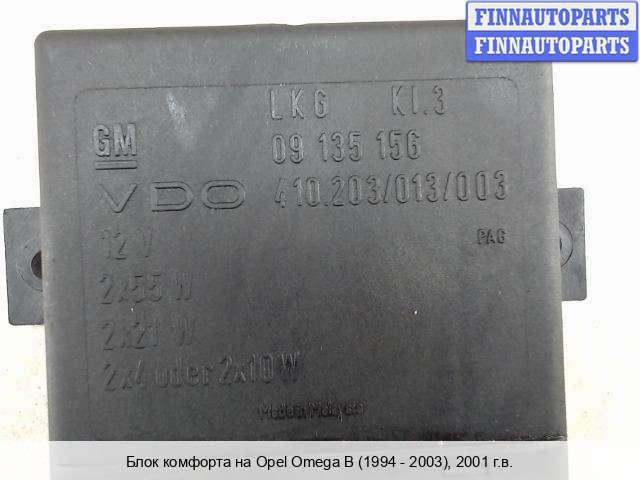 FINNAUTOPARTS
FINNAUTOPARTS
LKG KI.3
GM 09 135 156
VDO 410.203/013/003
12 V PAG
2x55 W
2x21 W
2x4 oder 2x10W
Made in Malaysia
Блок комфорта на Opel Omega B (1994 - 2003), 2001 г.в.